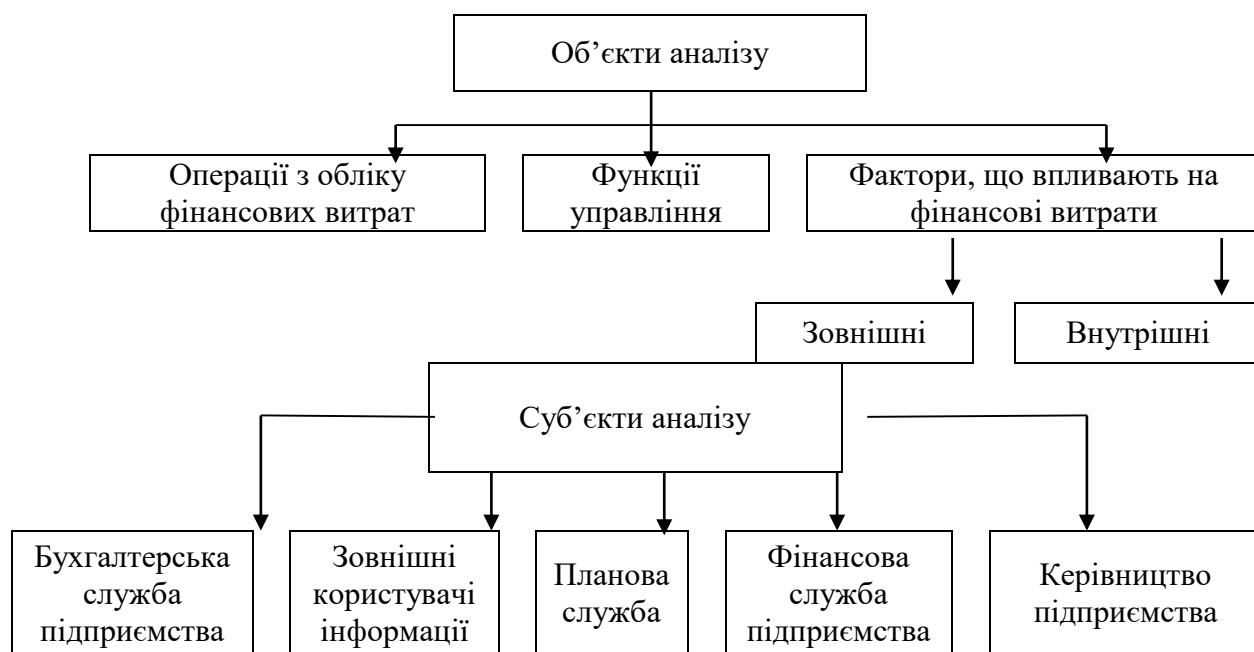 Об’єкти аналізу
Операції з обліку
фінансових витрат
Функції
управління
Фактори, що впливають на
фінансові витрати
Зовнішні
Внутрішні
Суб’єкти аналізу
Бухгалтерська
служба
підприємства
Зовнішні
користувачі
інформації
Планова
служба
Фінансова
служба
підприємства
Керівництво
підприємства